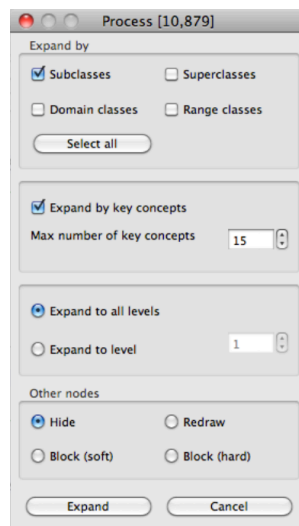 Process [10,879]
Expand by
Subclasses Superclasses
Domain classes Range classes
Select all
Expand by key concepts
Max number of key concepts 15
Expand to all levels
Expand to level 1
Other nodes
Hide Redraw
Block (soft) Block (hard)
Expand Cancel